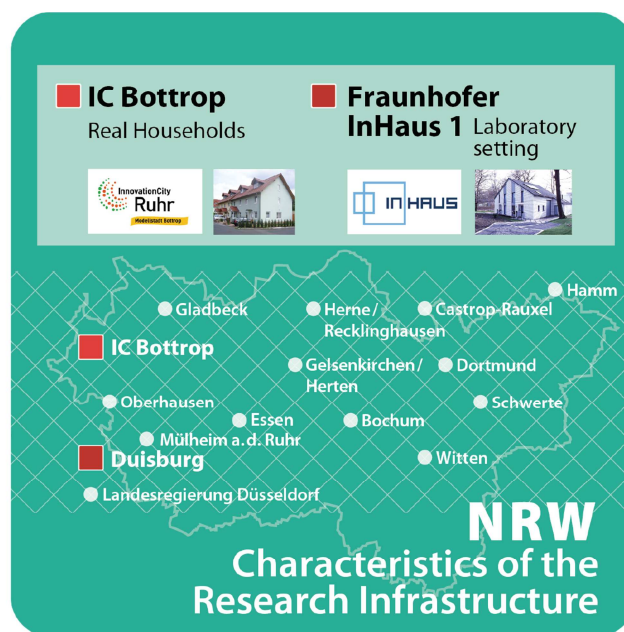 IC Bottrop
Real Households
Fraunhofer
InHaus 1 Laboratory
setting
InnovationCity
Ruhr
Modellstadt Bottrop
INHAUS
Hamm
Gladbeck
Herne/
Recklinghausen
Castrop-Rauxel
IC Bottrop
Gelsenkirchen/
Herten
Dortmund
Oberhausen
Schwerte
Essen
Bochum
Mülheim a.d. Ruhr
Duisburg
Witten
Landesregierung Düsseldorf
NRW
Characteristics of the
Research Infrastructure